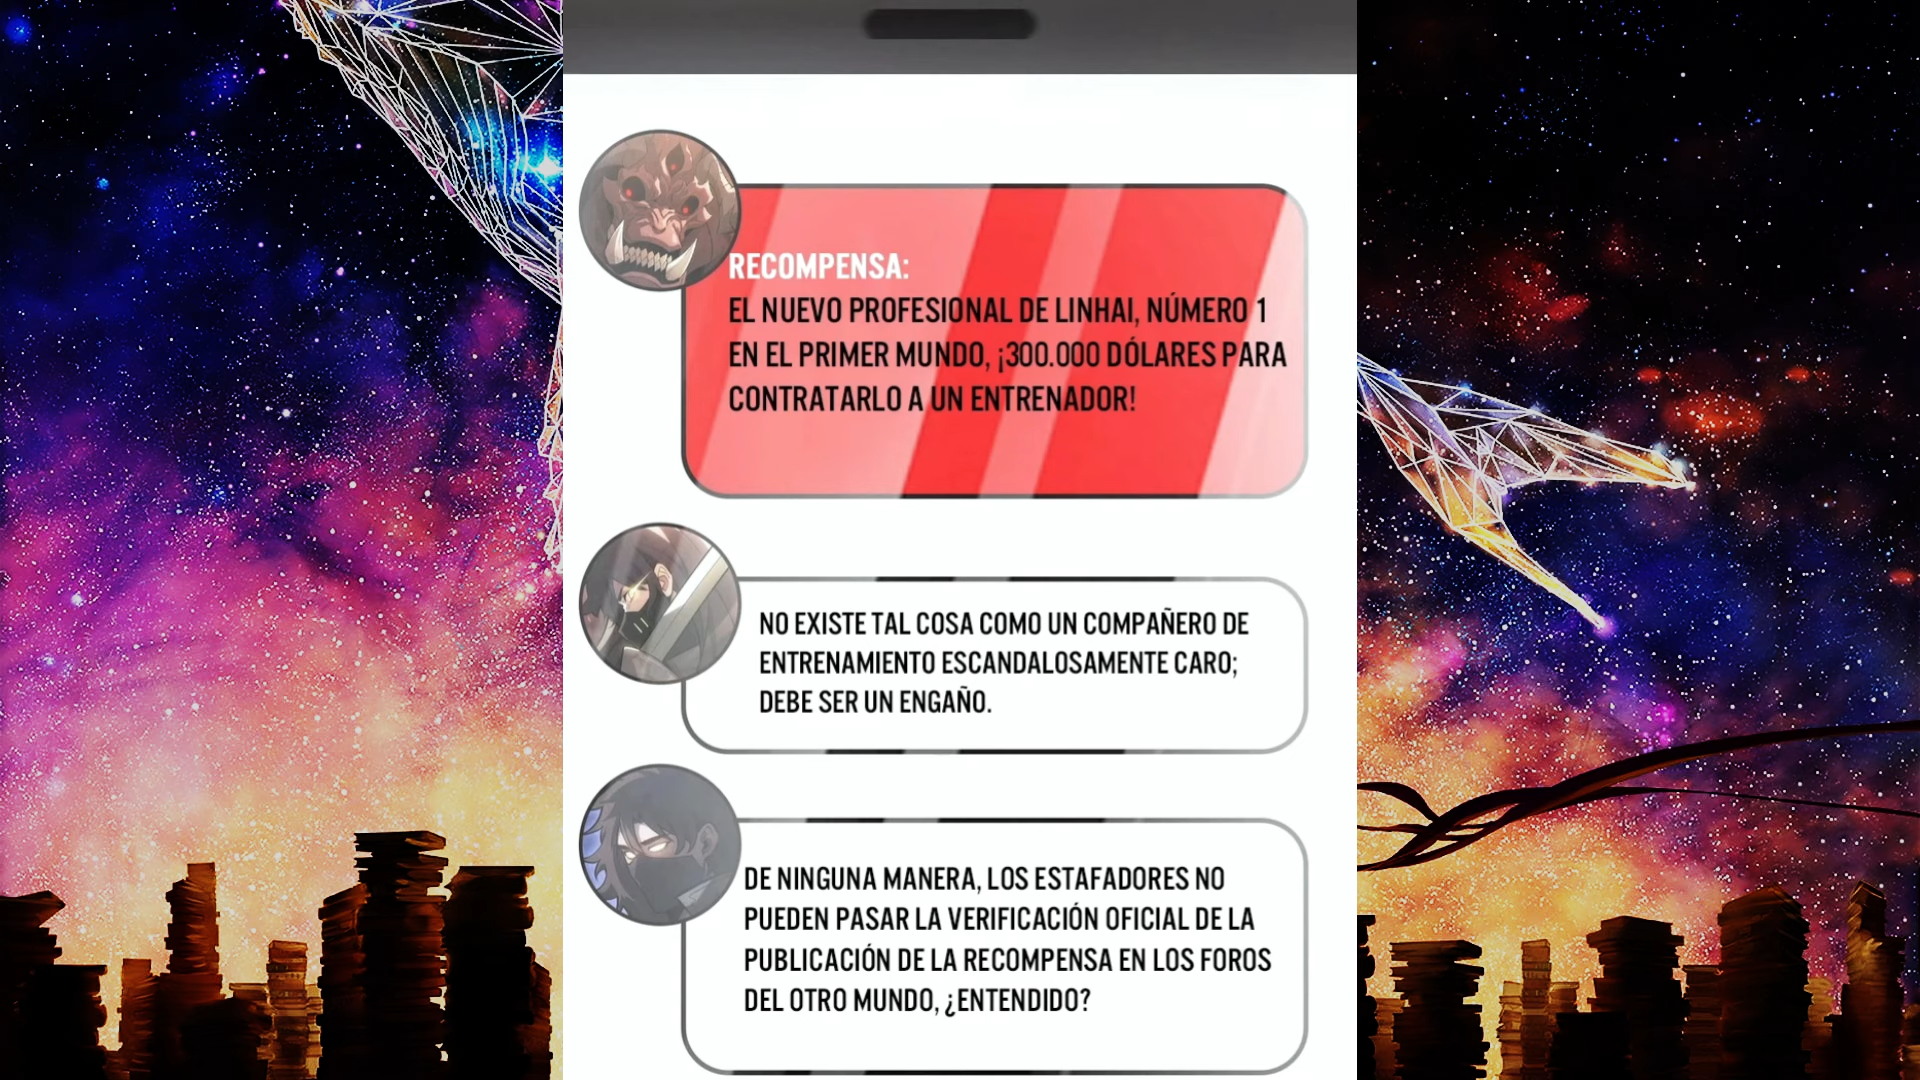 RECOMPENSA:
EL NUEVO PROFESIONAL DE LINHAI, NÚMERO 1
EN EL PRIMER MUNDO, ¡300.000 DÓLARES PARA
CONTRATARLO A UN ENTRENADOR!
NO EXISTE TAL COSA COMO UN COMPAÑERO DE
ENTRENAMIENTO ESCANDALOSAMENTE CARO;
DEBE SER UN ENGAÑO.
DE NINGUNA MANERA, LOS ESTAFADORES NO
PUEDEN PASAR LA VERIFICACIÓN OFICIAL DE LA
PUBLICACIÓN DE LA RECOMPENSA EN LOS FOROS
DEL OTRO MUNDO, ¿ENTENDIDO?